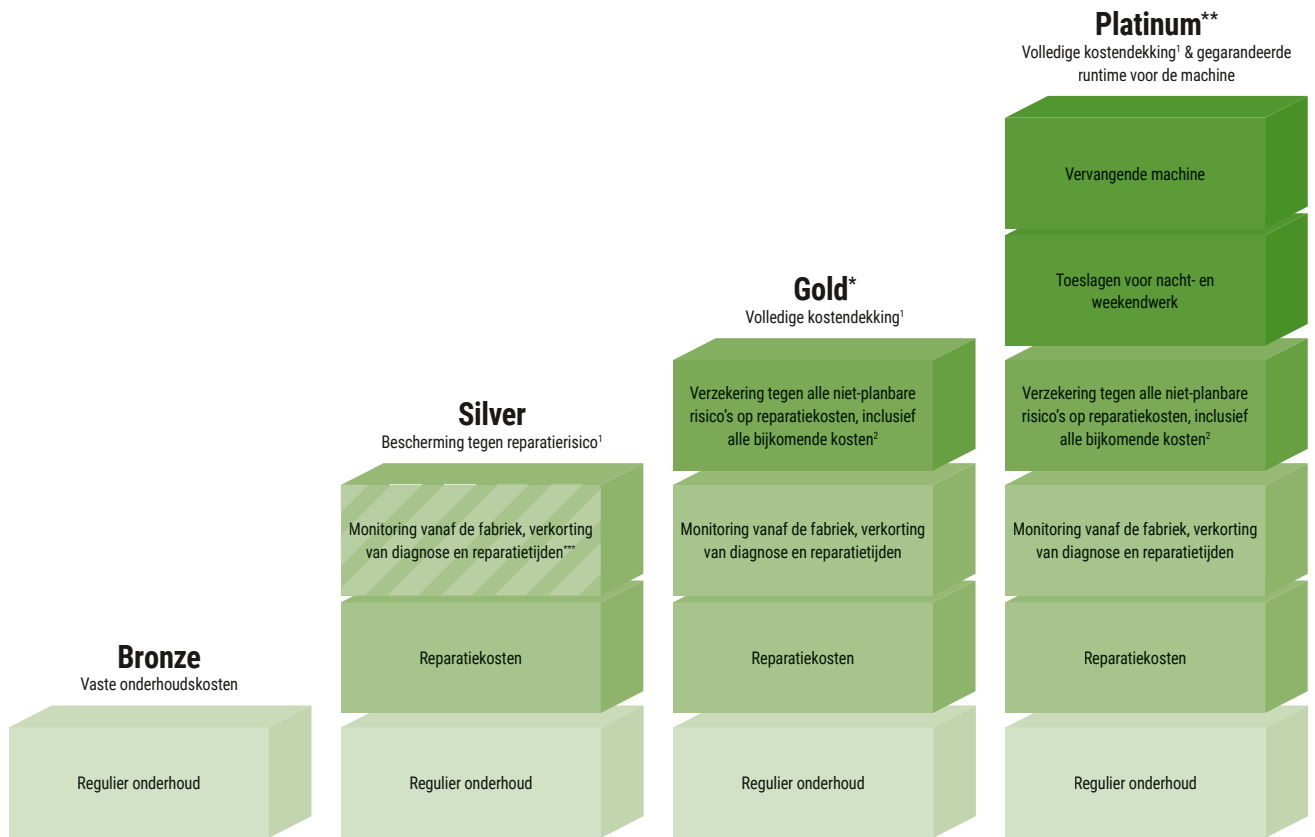 Platinum**
Volledige kostendekking¹ & gegarandeerde
runtime voor de machine
Vervangende machine
Toeslagen voor nacht- en
weekendwerk
Verzekering tegen alle niet-planbare
risico's op reparatiekosten, inclusief
alle bijkomende kosten²
Monitoring vanaf de fabriek, verkorting
van diagnose en reparatietijden
Reparatiekosten
Regulier onderhoud
Gold*
Volledige kostendekking¹
Verzekering tegen alle niet-planbare
risico's op reparatiekosten, inclusief
alle bijkomende kosten²
Monitoring vanaf de fabriek, verkorting
van diagnose en reparatietijden
Reparatiekosten
Regulier onderhoud
Silver
Bescherming tegen reparatierisico¹
Monitoring vanaf de fabriek, verkorting
van diagnose en reparatietijden***
Reparatiekosten
Regulier onderhoud
Bronze
Vaste onderhoudskosten
Regulier onderhoud